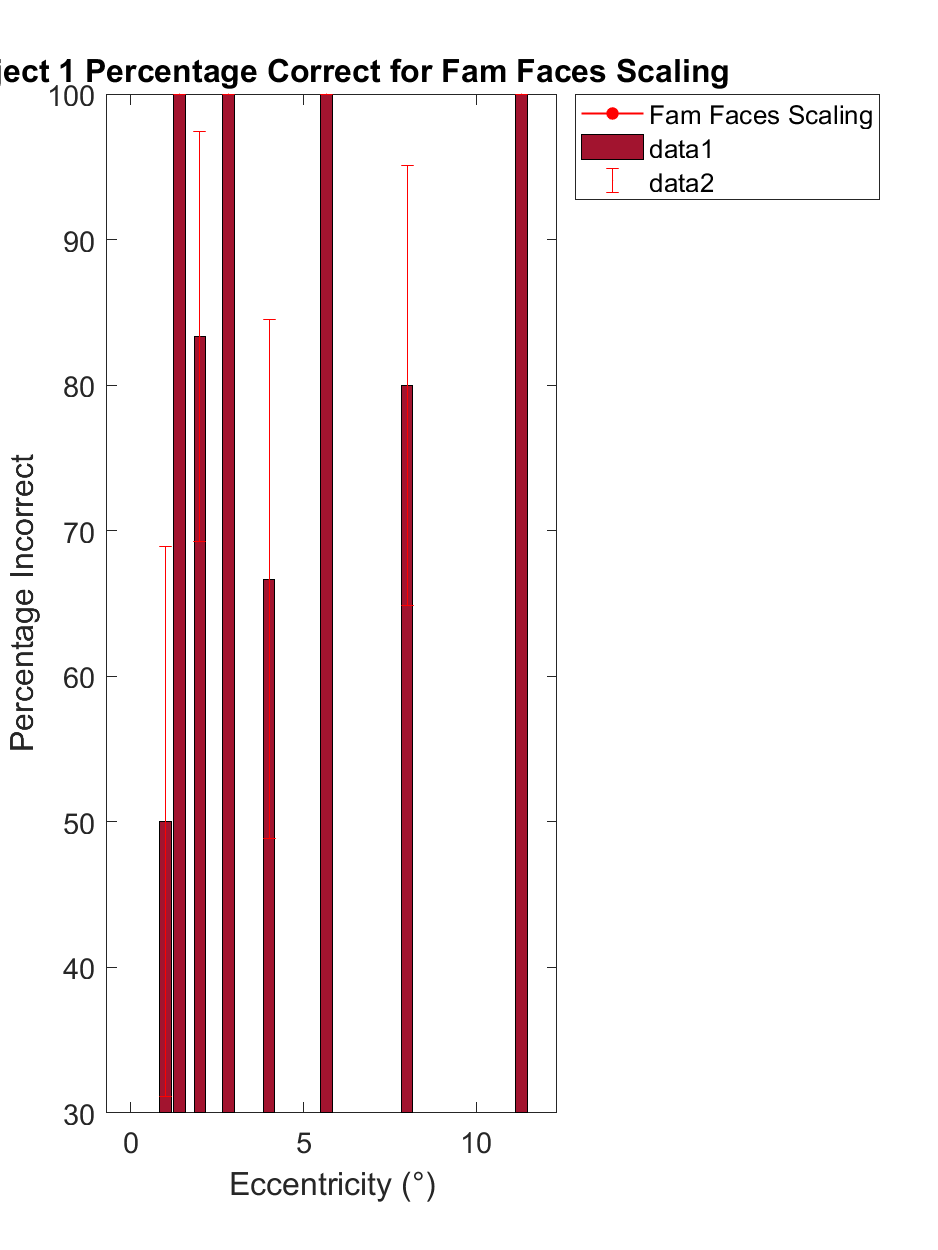 ject 1 Percentage Correct for Fam Faces Scaling
Fam Faces Scaling
data1
data2
100
90
80
70
60
50
40
30
Percentage Incorrect
0 5 10
Eccentricity (°)